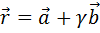 r⃗ = a⃗ + γb⃗